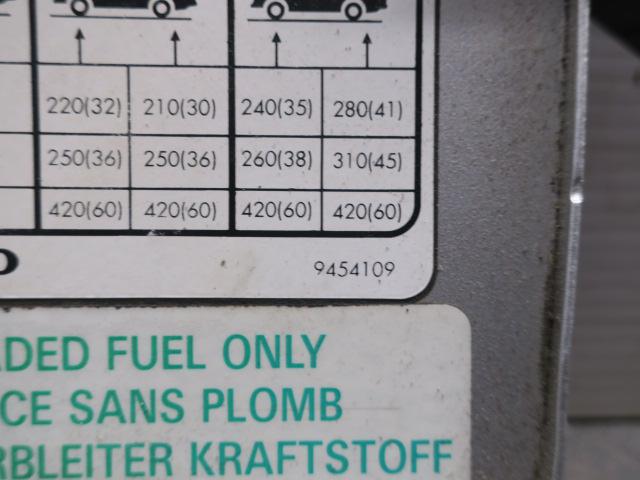 220(32) 210(30) 240(35) 280(41)
250(36) 250(36) 260(38) 310(45)
420(60) 420(60) 420(60) 420(60)
9454109
ADED FUEL ONLY
CE SANS PLOMB
RBLEITER KRAFTSTOFF